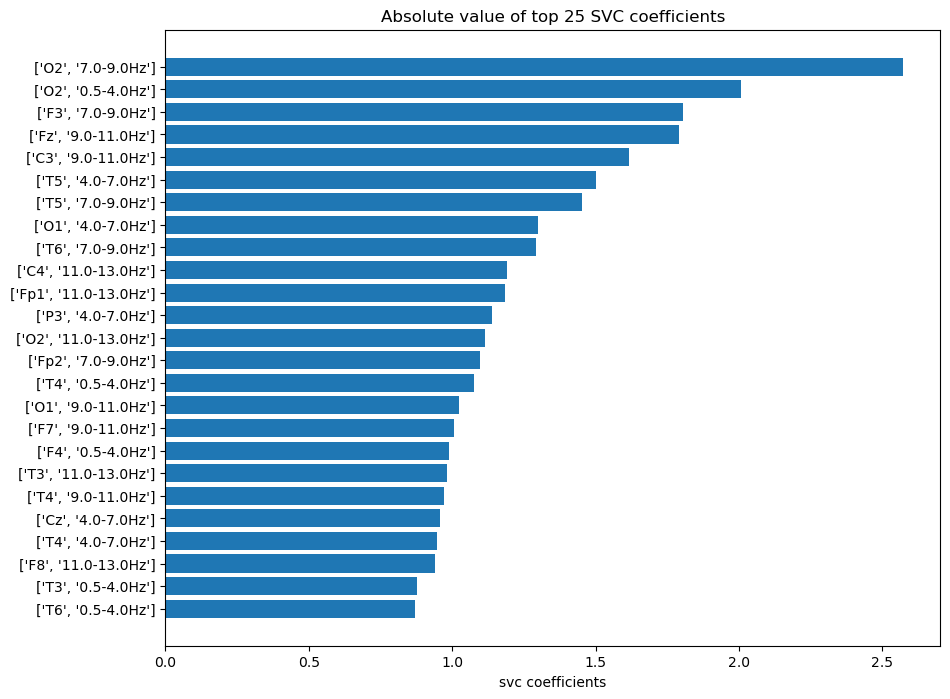 Absolute value of top 25 SVC coefficients
['O2', '7.0-9.0Hz']
['O2', '0.5-4.0Hz']
['F3', '7.0-9.0Hz']
['Fz', '9.0-11.0Hz']
['C3', '9.0-11.0Hz']
['T5', '4.0-7.0Hz']
['T5', '7.0-9.0Hz']
['O1', '4.0-7.0Hz']
['T6', '7.0-9.0Hz']
['C4', '11.0-13.0Hz']
['Fp1', '11.0-13.0Hz']
['P3', '4.0-7.0Hz']
['O2', '11.0-13.0Hz']
['Fp2', '7.0-9.0Hz']
['T4', '0.5-4.0Hz']
['O1', '9.0-11.0Hz']
['F7', '9.0-11.0Hz']
['F4', '0.5-4.0Hz']
['T3', '11.0-13.0Hz']
['T4', '9.0-11.0Hz']
['Cz', '4.0-7.0Hz']
['T4', '4.0-7.0Hz']
['F8', '11.0-13.0Hz']
['T3', '0.5-4.0Hz']
['T6', '0.5-4.0Hz']
0.0 0.5 1.0 1.5 2.0 2.5
svc coefficients